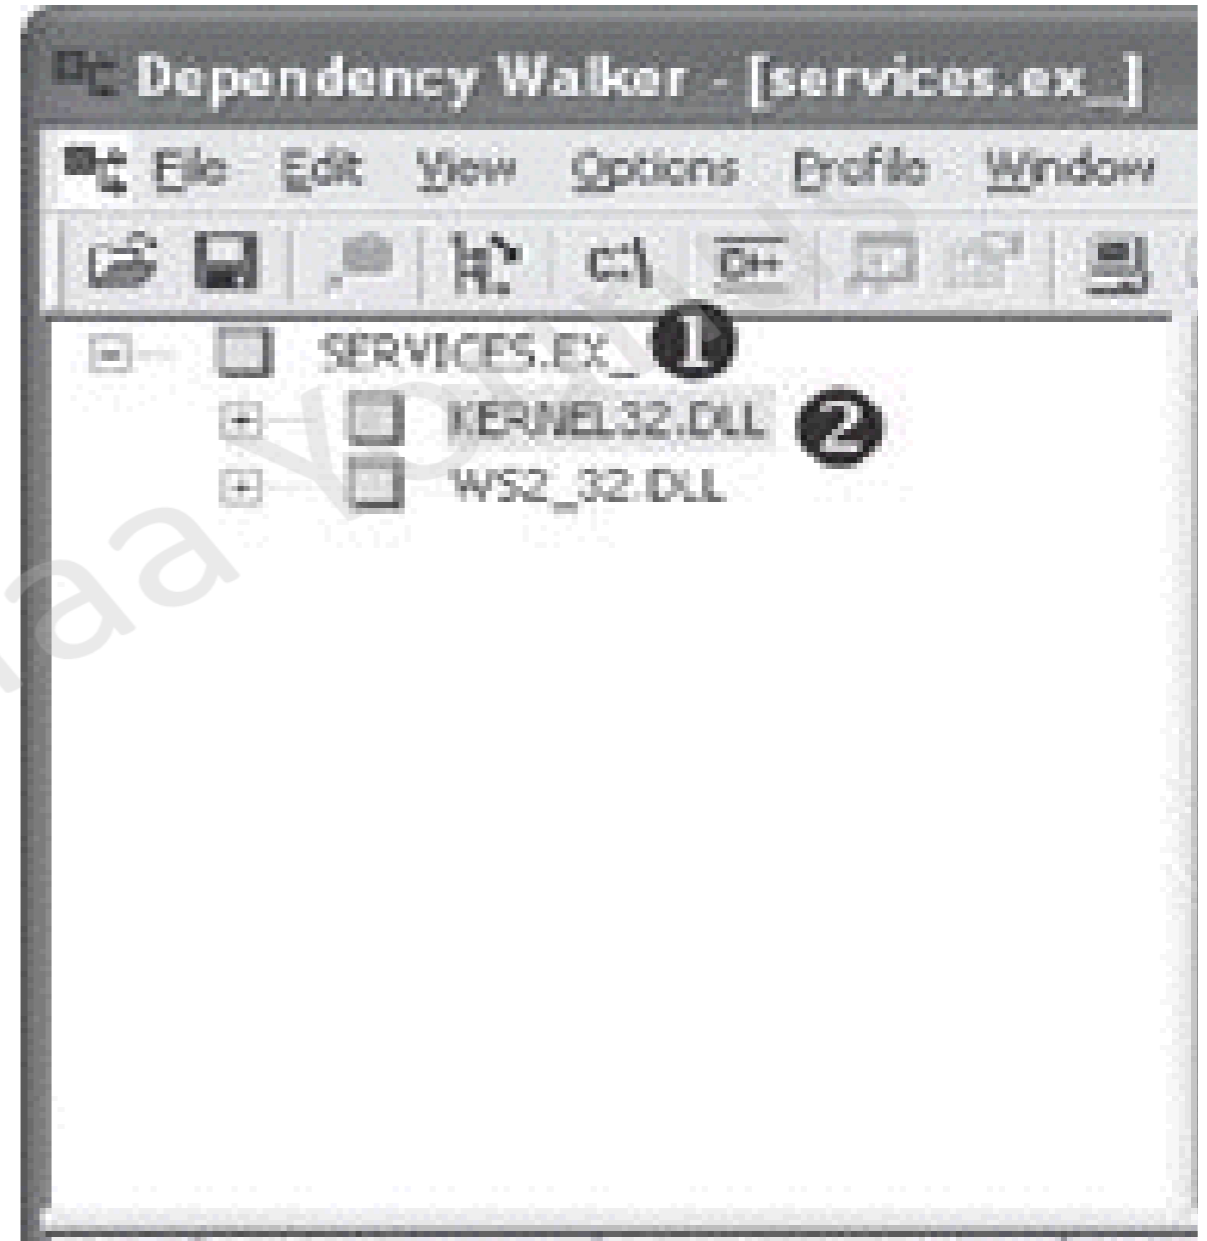 Dependency Walker - [services.ex_]
File Edit View Options Profile Window
C:\ C++
SERVICES.EX_ 1
KERNEL32.DLL 2
WS2_32.DLL